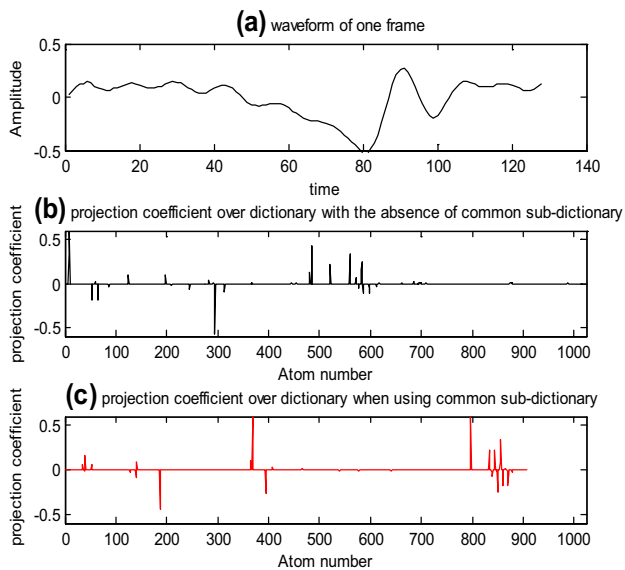 (a) waveform of one frame
Amplitude
0.5
0
-0.5
0 20 40 60 80 100 120 140
time
(b) projection coefficient over dictionary with the absence of common sub-dictionary
projection coefficient
0.5
0
-0.5
0 100 200 300 400 500 600 700 800 900 1000
Atom number
(c) projection coefficient over dictionary when using common sub-dictionary
projection coefficient
0.5
0
-0.5
0 100 200 300 400 500 600 700 800 900 1000
Atom number